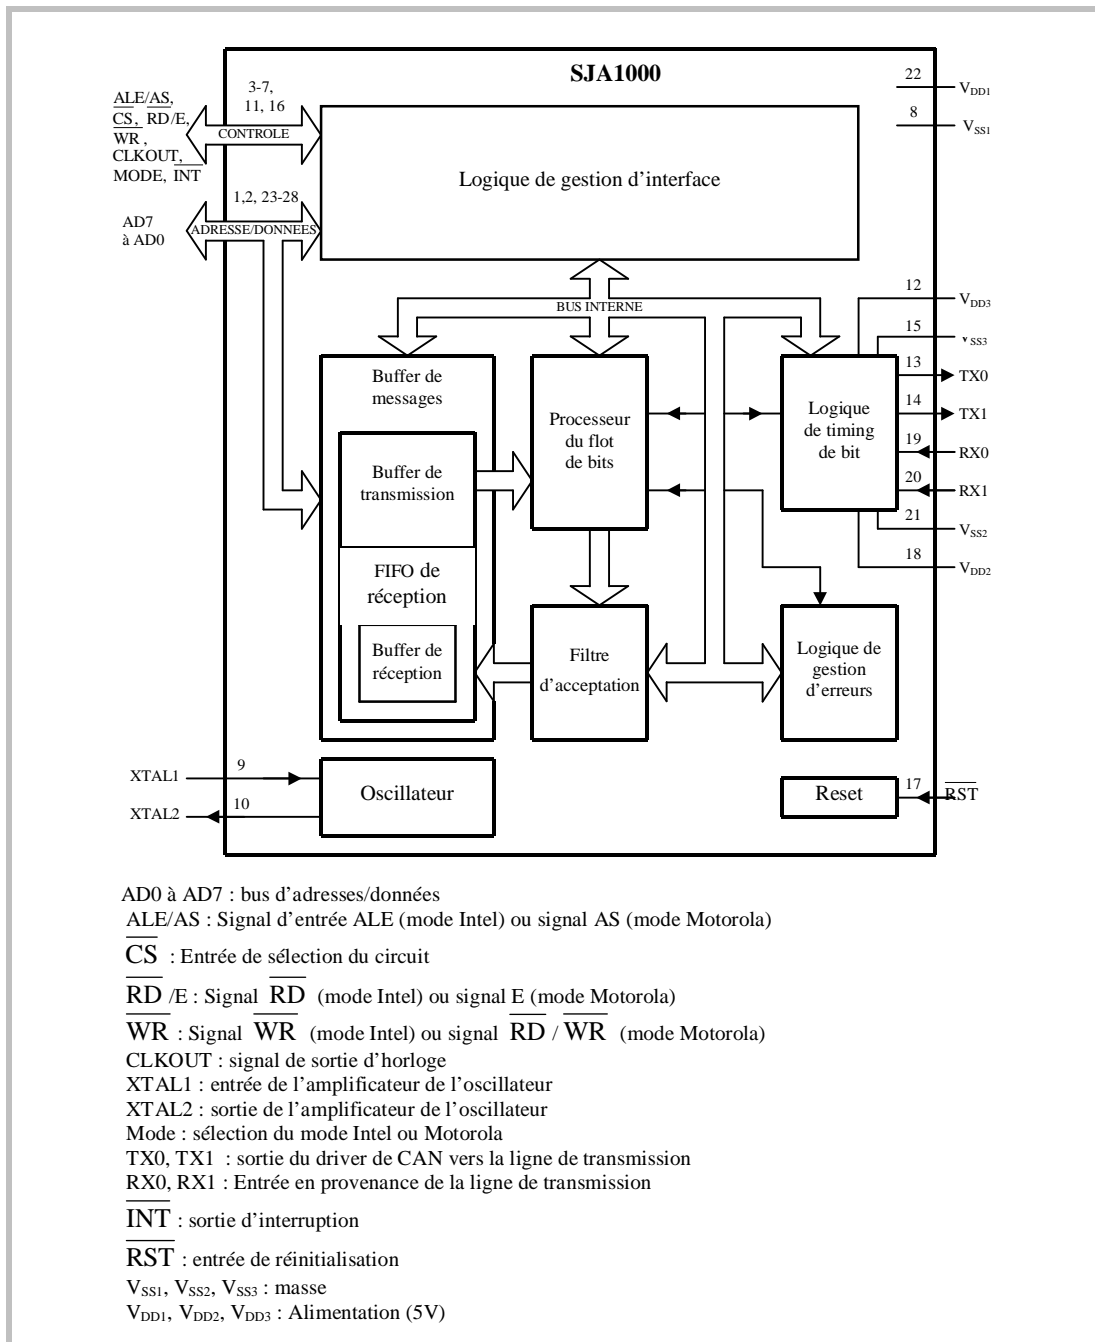 SJA1000
3-7,
11, 16
ALE/AS,
CS, RD/E,
WR,
CLKOUT,
MODE, INT
CONTROLE
22
VDD1
8
VSS1
Logique de gestion d'interface
1,2, 23-28
AD7
à AD0
ADRESSE/DONNEES
BUS INTERNE
12
VDD3
15
VSS3
13
TX0
14
TX1
19
RX0
20
RX1
21
VSS2
18
VDD2
Buffer de
messages
Buffer de
transmission
FIFO de
réception
Buffer de
réception
Processeur
du flot
de bits
Logique
de timing
de bit
Filtre
d'acceptation
Logique de
gestion
d'erreurs
XTAL1
9
XTAL2
10
Oscillateur
Reset
17
RST
AD0 à AD7 : bus d'adresses/données
ALE/AS : Signal d'entrée ALE (mode Intel) ou signal AS (mode Motorola)
CS : Entrée de sélection du circuit
RD /E : Signal RD (mode Intel) ou signal E (mode Motorola)
WR : Signal WR (mode Intel) ou signal RD / WR (mode Motorola)
CLKOUT : signal de sortie d'horloge
XTAL1 : entrée de l'amplificateur de l'oscillateur
XTAL2 : sortie de l'amplificateur de l'oscillateur
Mode : sélection du mode Intel ou Motorola
TX0, TX1 : sortie du driver de CAN vers la ligne de transmission
RX0, RX1 : Entrée en provenance de la ligne de transmission
INT : sortie d'interruption
RST : entrée de réinitialisation
VSS1, VSS2, VSS3 : masse
VDD1, VDD2, VDD3 : Alimentation (5V)